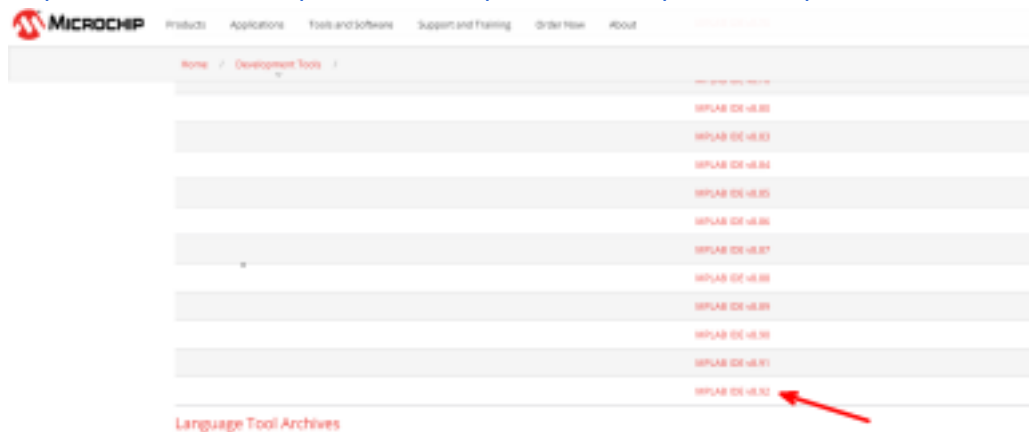 MICROCHIP Products Applications Tools and Software Support and Training Order Now About
Home / Development Tools /
MPLAB IDE v8.80
MPLAB IDE v8.83
MPLAB IDE v8.84
MPLAB IDE v8.85
MPLAB IDE v8.86
MPLAB IDE v8.87
MPLAB IDE v8.88
MPLAB IDE v8.89
MPLAB IDE v8.90
MPLAB IDE v8.91
MPLAB IDE v8.92
Language Tool Archives